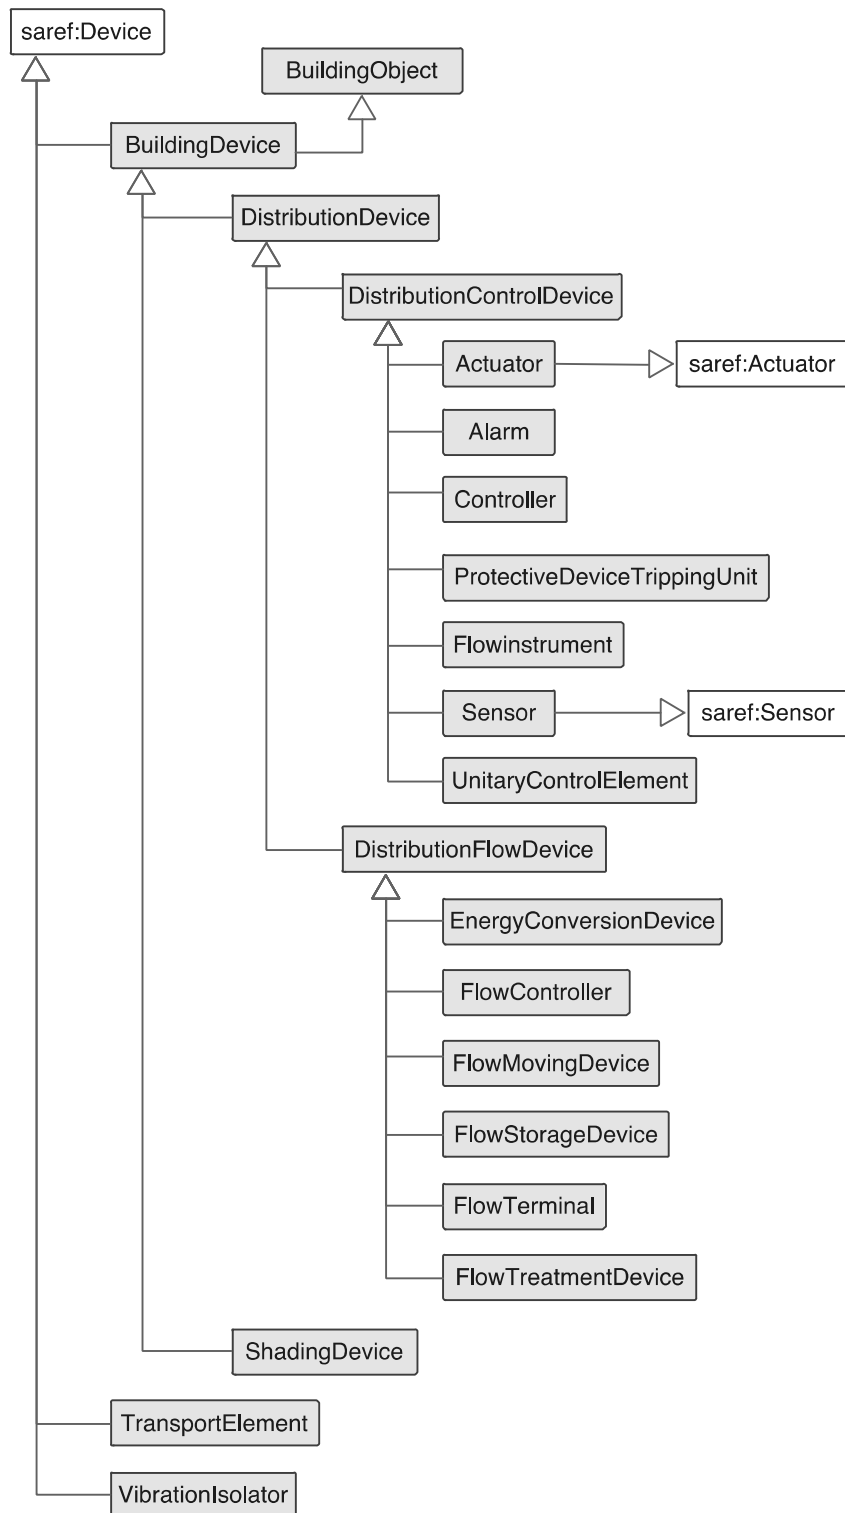 saref:Device
BuildingObject
BuildingDevice
DistributionDevice
DistributionControlDevice
Actuator
saref:Actuator
Alarm
Controller
ProtectiveDeviceTrippingUnit
Flowinstrument
Sensor
saref:Sensor
UnitaryControlElement
DistributionFlowDevice
EnergyConversionDevice
FlowController
FlowMovingDevice
FlowStorageDevice
FlowTerminal
FlowTreatmentDevice
ShadingDevice
TransportElement
VibrationIsolator